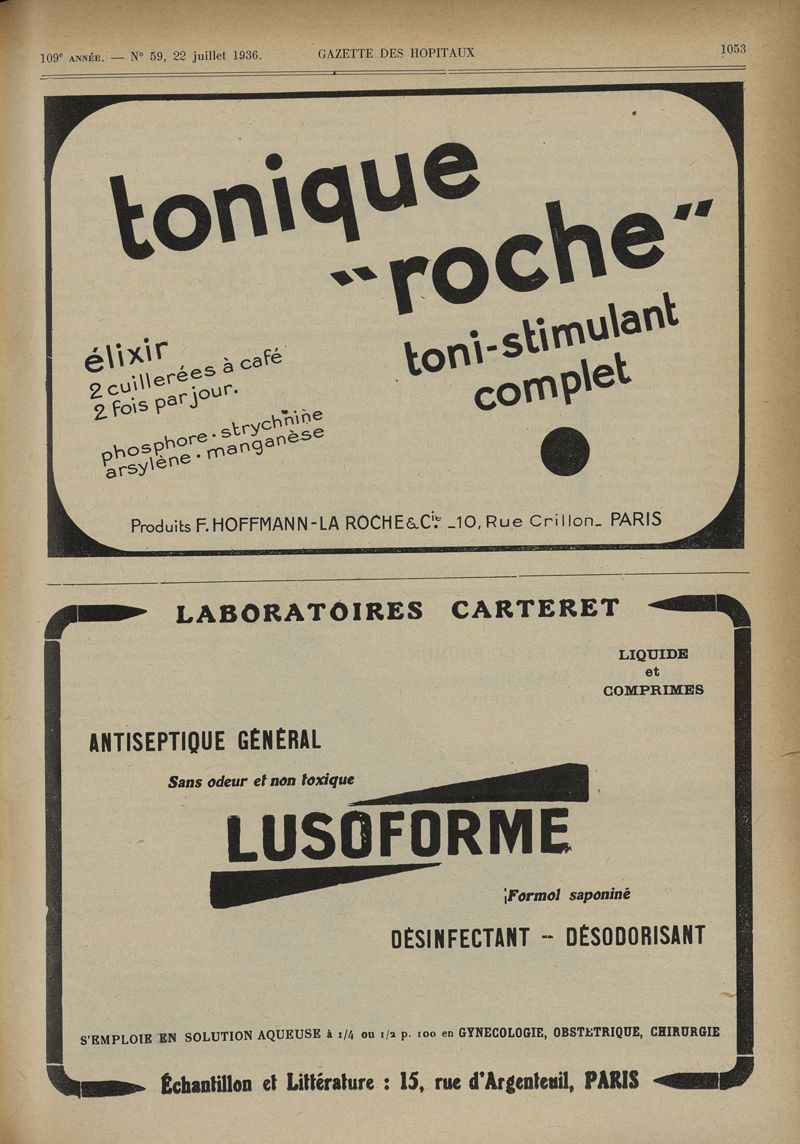 109e ANNÉE. — N° 59, 22 juillet 1936. GAZETTE DES HOPITAUX 1053
tonique
"roche"
toni-stimulant
complet
élixir
2 cuillerées à café
2 fois par jour.
phosphore · strychnine
arsylène · manganèse
Produits F. HOFFMANN-LA ROCHE & Cie. _10, Rue Crillon_ PARIS
LABORATOIRES CARTERET
LIQUIDE
et
COMPRIMES
ANTISEPTIQUE GÉNÉRAL
Sans odeur et non toxique
LUSOFORME
Formol saponiné
DÉSINFECTANT -- DÉSODORISANT
S'EMPLOIE EN SOLUTION AQUEUSE à 1/4 ou 1/2 p. 100 en GYNECOLOGIE, OBSTETRIQUE, CHIRURGIE
Échantillon et Littérature : 15, rue d'Argenteuil, PARIS